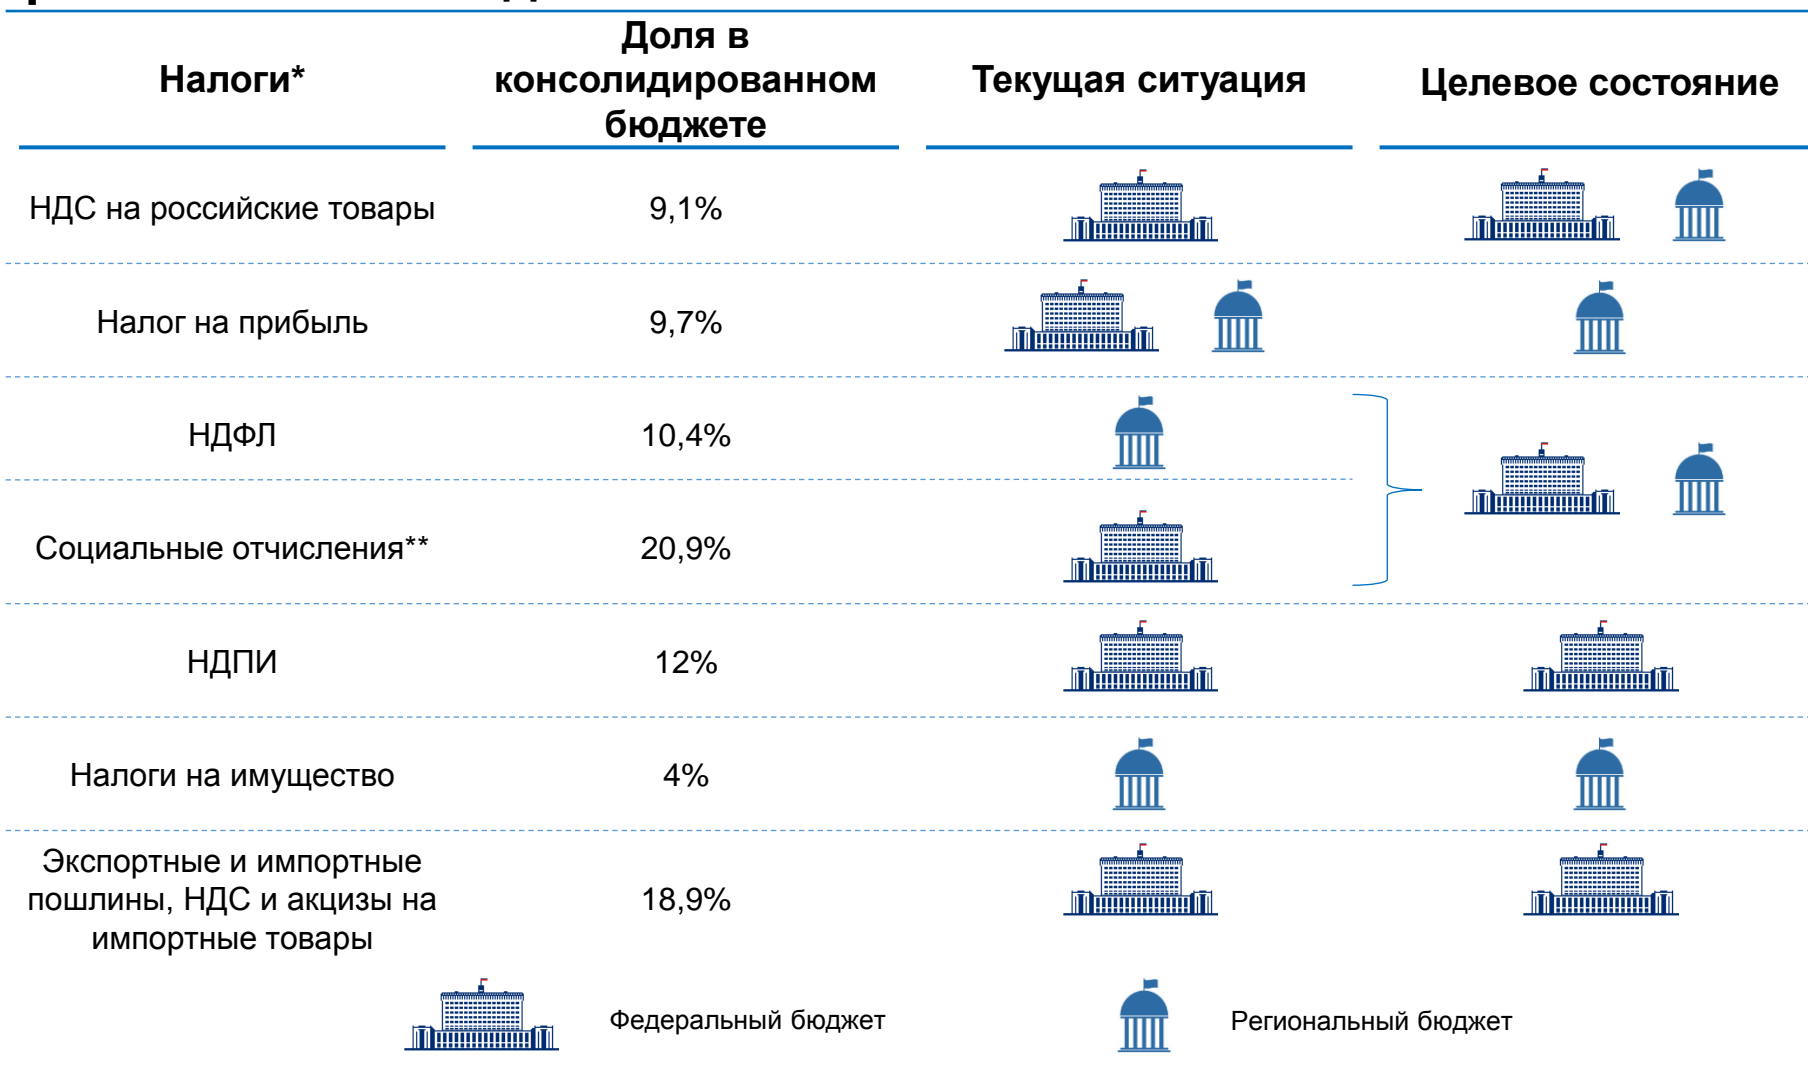 Налоги*
Доля в
консолидированном
бюджете
Текущая ситуация
Целевое состояние
НДС на российские товары
9,1%
Налог на прибыль
9,7%
НДФЛ
10,4%
Социальные отчисления**
20,9%
НДПИ
12%
Налоги на имущество
4%
Экспортные и импортные
пошлины, НДС и акцизы на
импортные товары
18,9%
Федеральный бюджет
Региональный бюджет